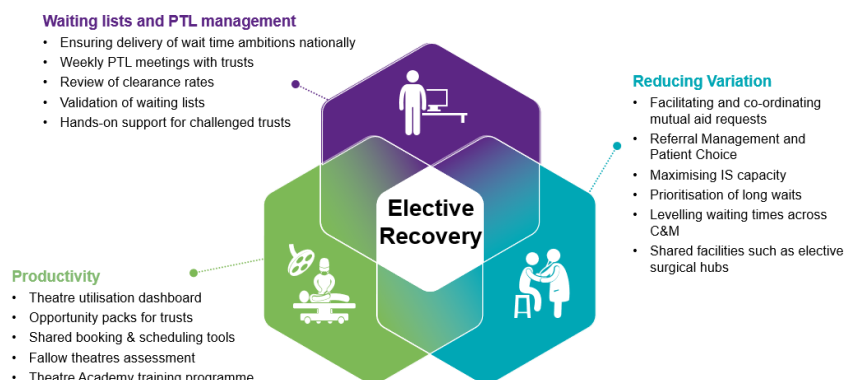 Waiting lists and PTL management
• Ensuring delivery of wait time ambitions nationally
• Weekly PTL meetings with trusts
• Review of clearance rates
• Validation of waiting lists
• Hands-on support for challenged trusts
Reducing Variation
• Facilitating and co-ordinating
mutual aid requests
• Referral Management and
Patient Choice
• Maximising IS capacity
• Prioritisation of long waits
• Levelling waiting times across
C&M
• Shared facilities such as elective
surgical hubs
Elective
Recovery
Productivity
• Theatre utilisation dashboard
• Opportunity packs for trusts
• Shared booking & scheduling tools
• Fallow theatres assessment
• Theatre Academy training programme